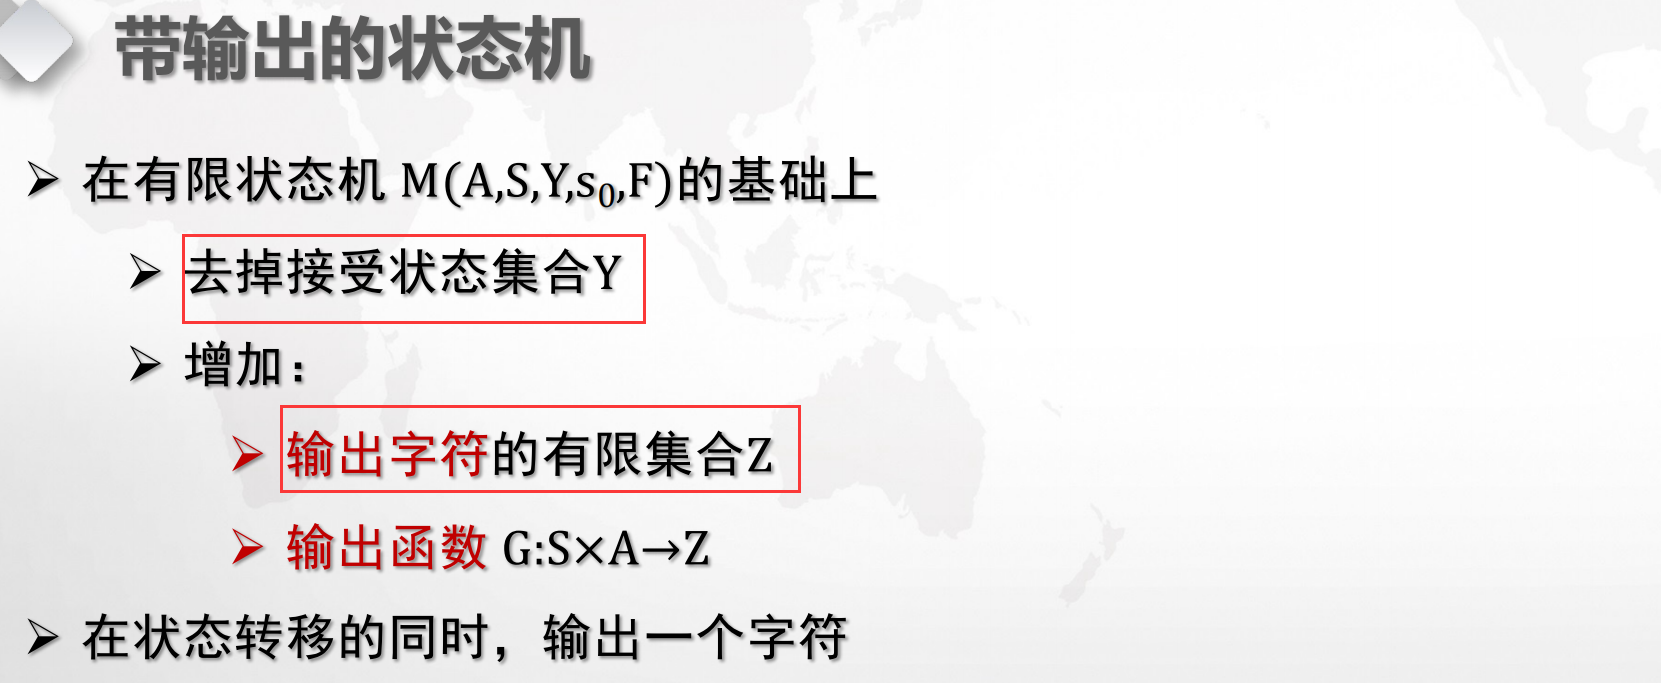 带输出的状态机
在有限状态机 M(A,S,Y,s₀,F)的基础上
去掉接受状态集合Y
增加：
输出字符的有限集合Z
输出函数 G:S×A→Z
在状态转移的同时，输出一个字符